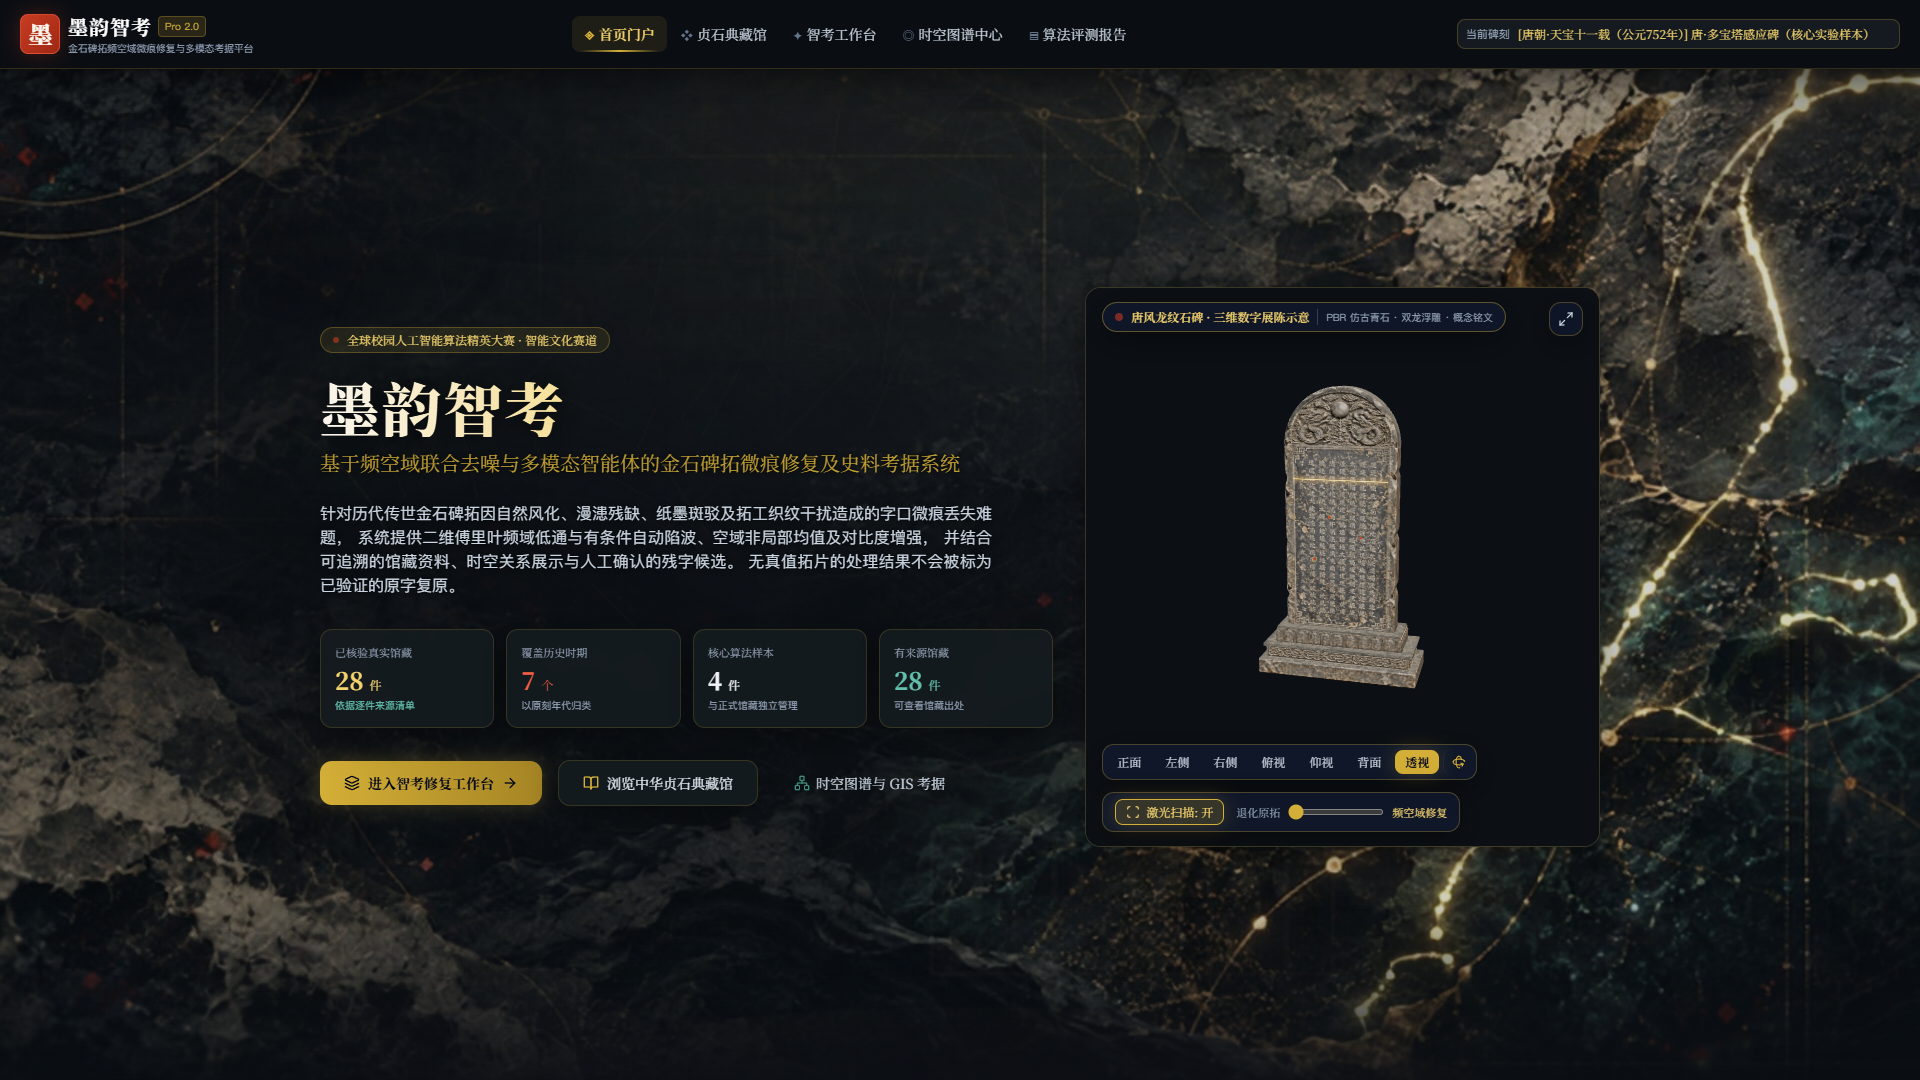 墨
墨韵智考 Pro 2.0
金石碑拓频空域微痕修复与多模态考据平台
首页门户
贞石典藏馆
智考工作台
时空图谱中心
算法评测报告
当前碑刻 [唐朝·天宝十一载（公元752年）] 唐·多宝塔感应碑（核心实验样本）
全球校园人工智能算法精英大赛 · 智能文化赛道
墨韵智考
基于频空域联合去噪与多模态智能体的金石碑拓微痕修复及史料考据系统
针对历代传世金石碑拓因自然风化、漫漶残缺、纸墨斑驳及拓工织纹干扰造成的字口微痕丢失难
题， 系统提供二维傅里叶频域低通与有条件自动陷波、空域非局部均值及对比度增强， 并结合
可追溯的馆藏资料、时空关系展示与人工确认的残字候选。 无真值拓片的处理结果不会被标为
已验证的原字复原。
已核验真实馆藏
28 件
依据逐件来源清单
覆盖历史时期
7 个
以原刻年代归类
核心算法样本
4 件
与正式馆藏独立管理
有来源馆藏
28 件
可查看馆藏出处
进入智考修复工作台
浏览中华贞石典藏馆
时空图谱与 GIS 考据
唐风龙纹石碑 · 三维数字展陈示意 PBR 仿古青石 · 双龙浮雕 · 概念铭文
正面 左侧 右侧 俯视 仰视 背面 透视
激光扫描: 开 退化原拓 频空域修复